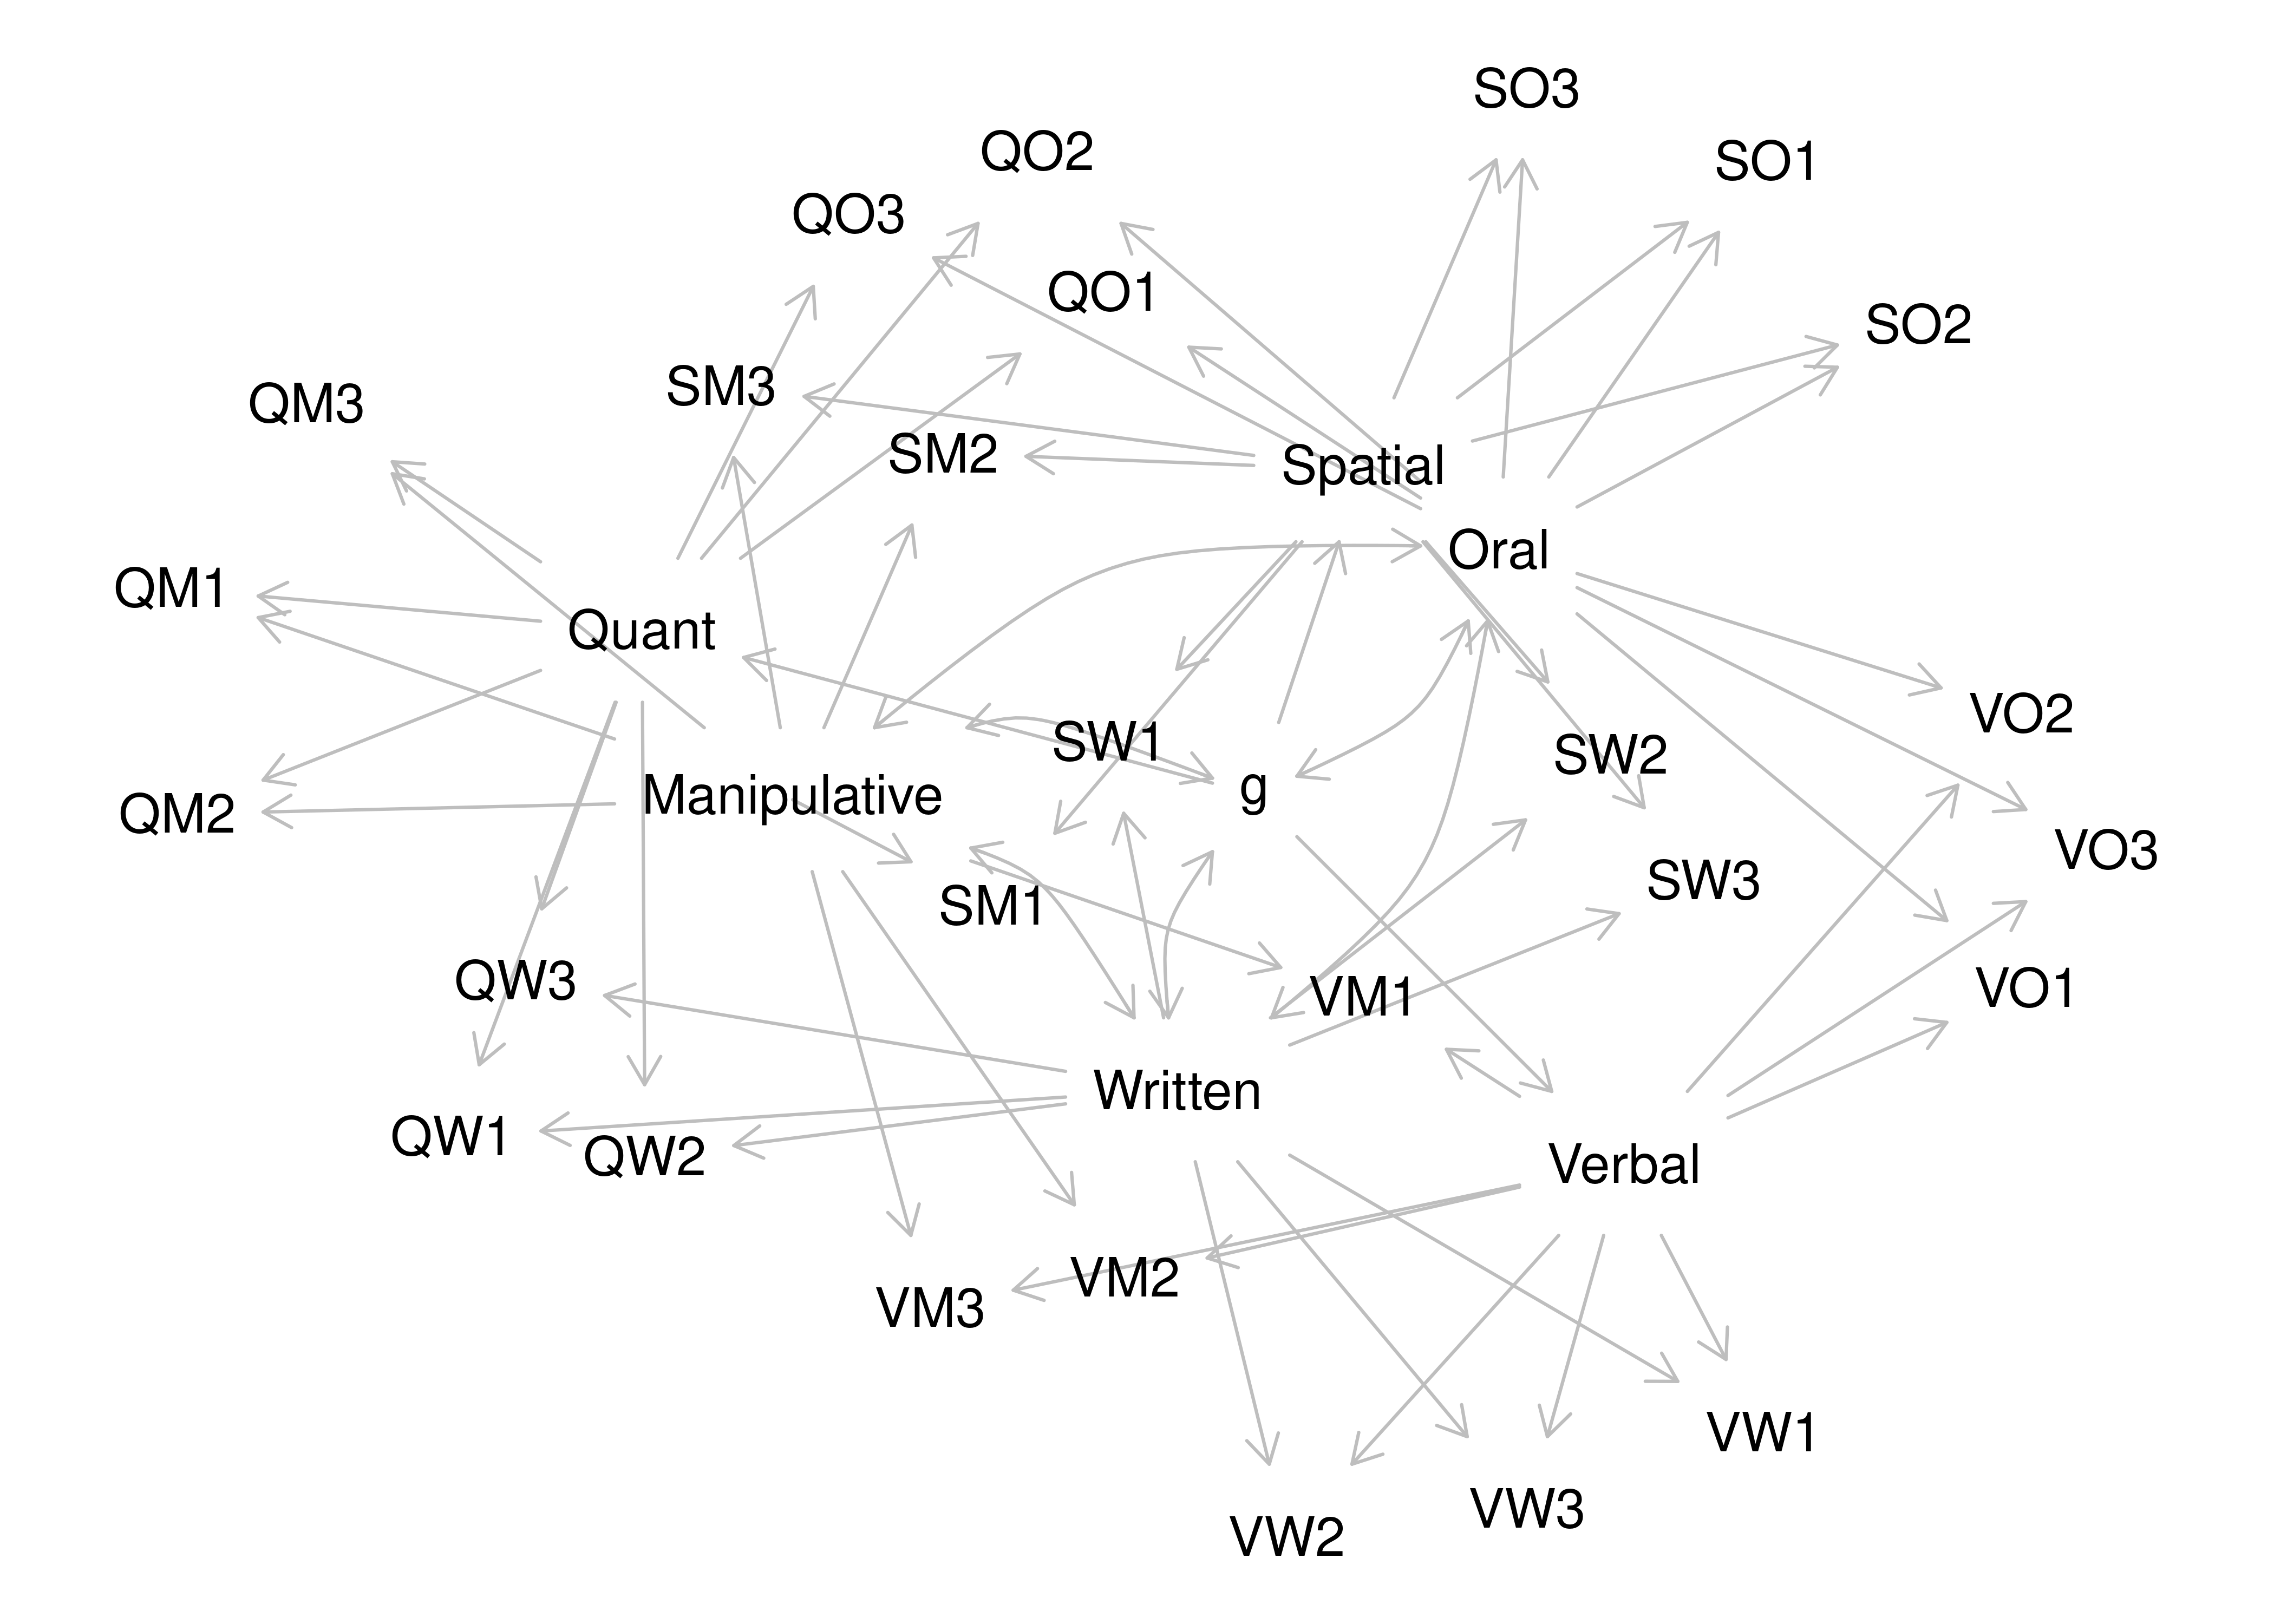 SO3
QO2
SO1
QO3
QO1
SO2
SM3
QM3
SM2
Spatial
Oral
QM1
Quant
VO2
SW1
SW2
g
Manipulative
QM2
VO3
SW3
SM1
QW3
VO1
VM1
Written
QW1
QW2
Verbal
VM2
VM3
VW1
VW3
VW2